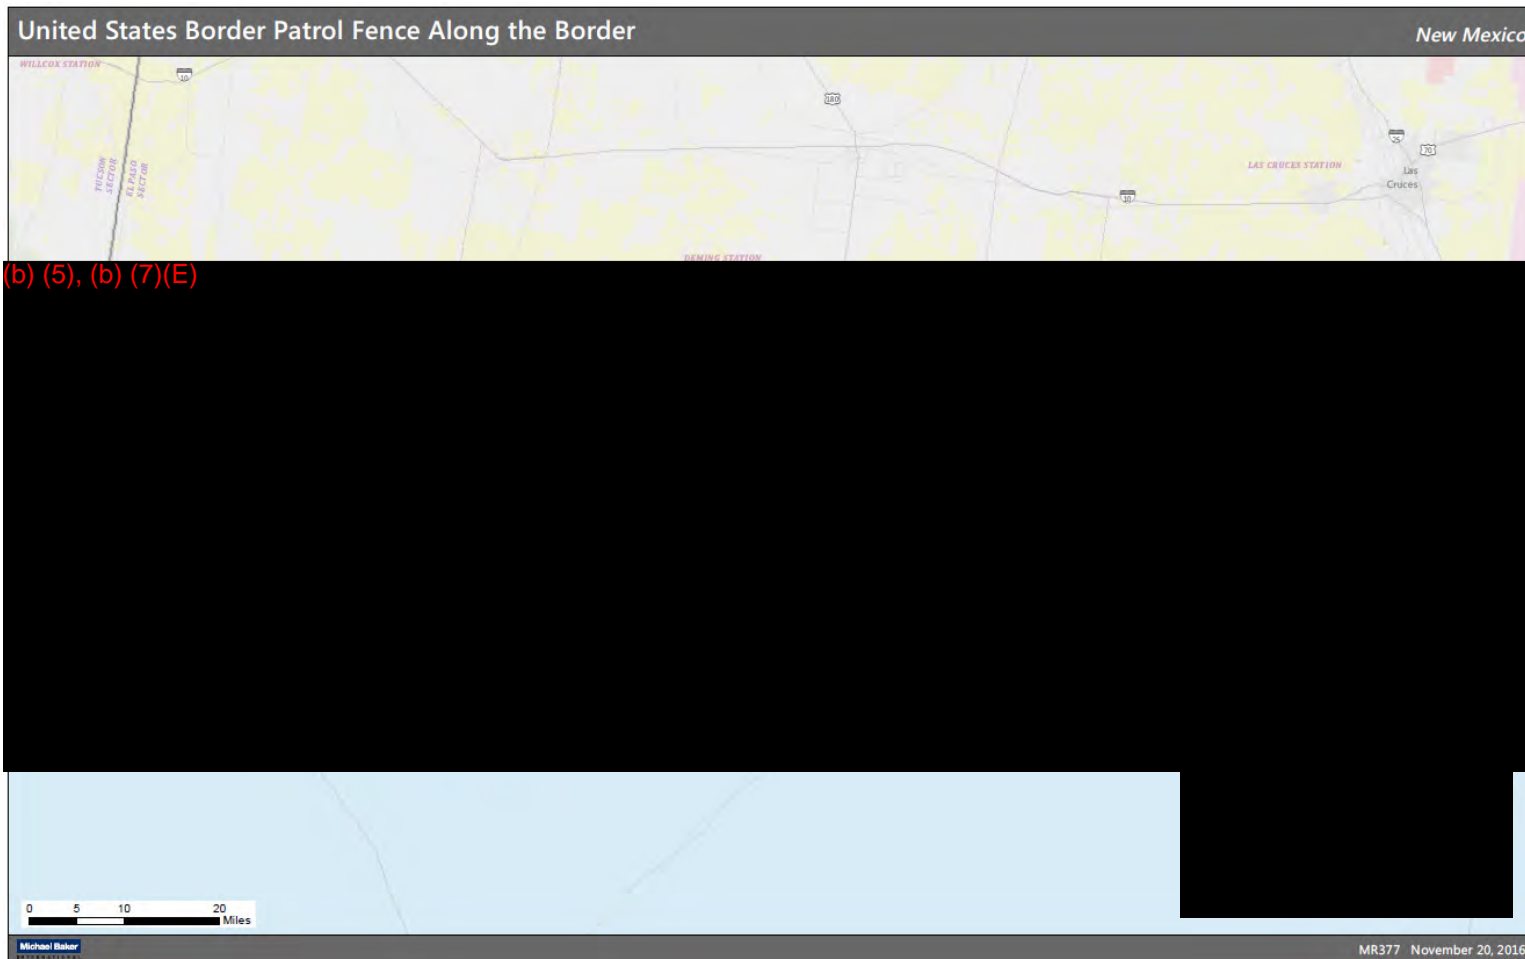 United States Border Patrol Fence Along the Border
New Mexico
WILLCOX STATION
10
180
25
70
LAS CRUCES STATION
Las
Cruces
TUCSON
SECTOR
EL PASO
SECTOR
10
DEMING STATION
(b) (5), (b) (7)(E)
0 5 10 20
Miles
Michael Baker
INTERNATIONAL
MR377 November 20, 2016